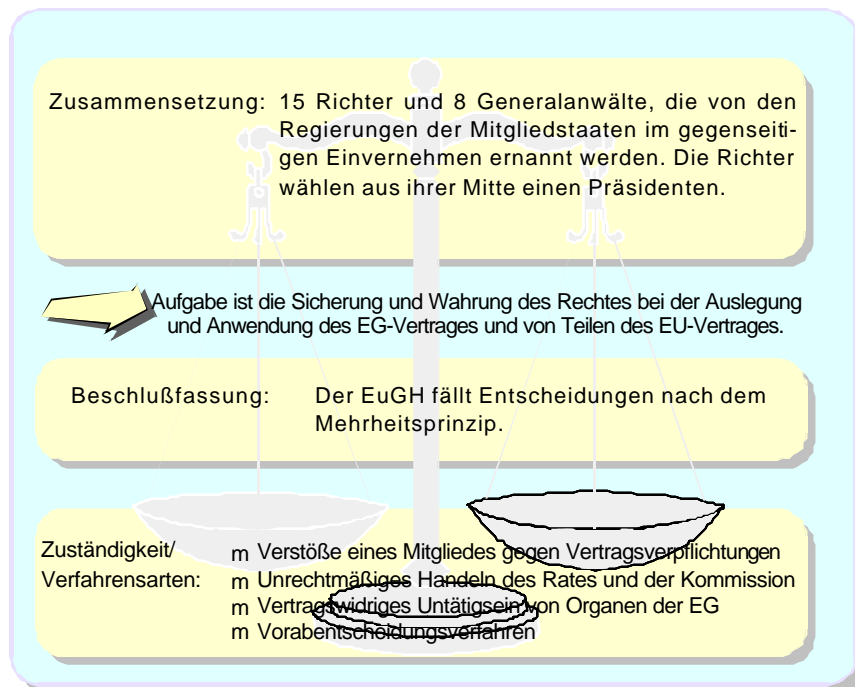 Zusammensetzung: 15 Richter und 8 Generalanwälte, die von den
Regierungen der Mitgliedstaaten im gegenseiti-
gen Einvernehmen ernannt werden. Die Richter
wählen aus ihrer Mitte einen Präsidenten.
Aufgabe ist die Sicherung und Wahrung des Rechtes bei der Auslegung
und Anwendung des EG-Vertrages und von Teilen des EU-Vertrages.
Beschlußfassung: Der EuGH fällt Entscheidungen nach dem
Mehrheitsprinzip.
Zuständigkeit/ m Verstöße eines Mitgliedes gegen Vertragsverpflichtungen
Verfahrensarten: m Unrechtmäßiges Handeln des Rates und der Kommission
m Vertragswidriges Untätigsein von Organen der EG
m Vorabentscheidungsverfahren